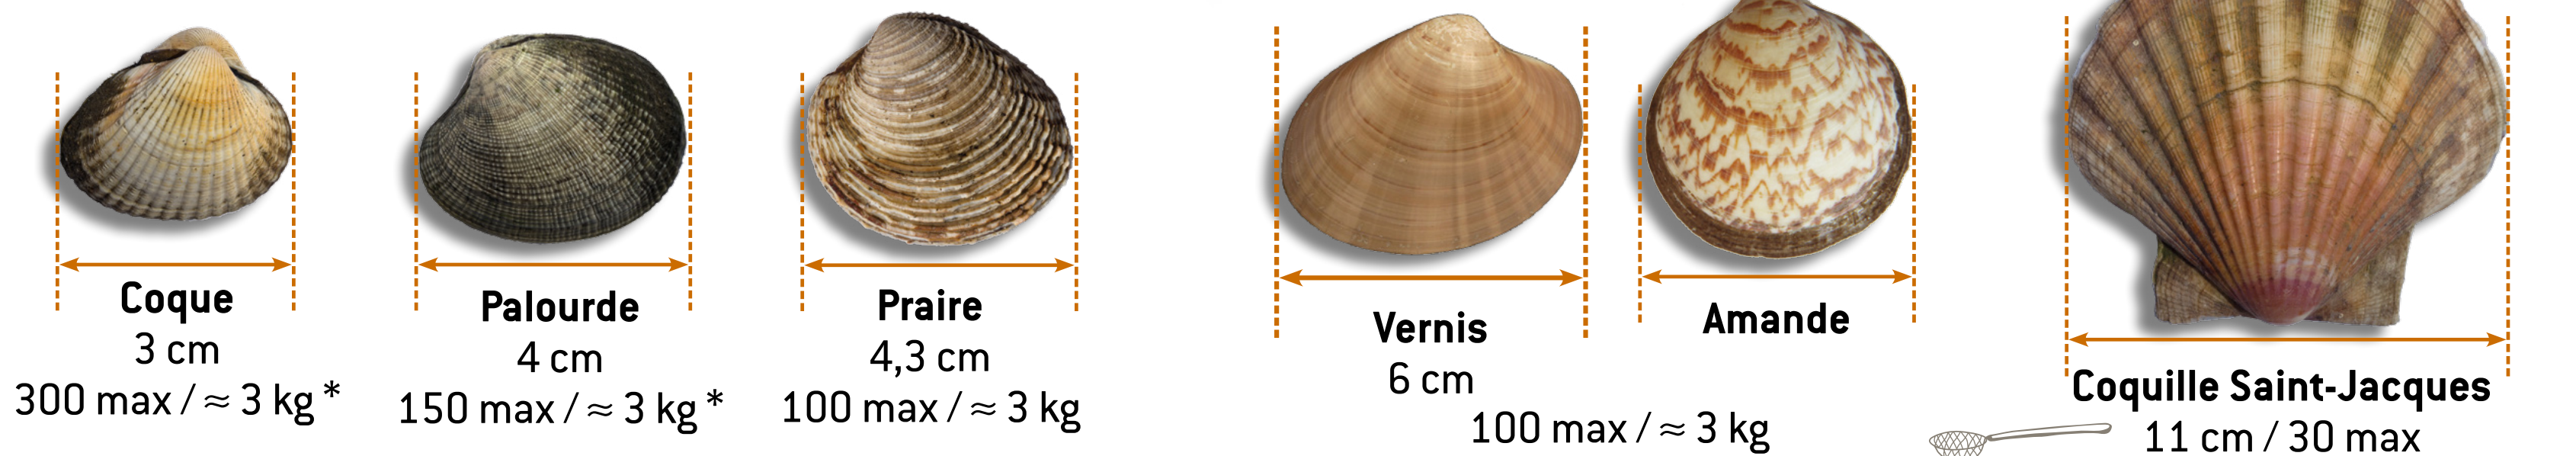 Coque
3 cm
300 max / ≈ 3 kg *
Palourde
4 cm
150 max / ≈ 3 kg *
Praire
4,3 cm
100 max / ≈ 3 kg
Vernis
6 cm
Amande
100 max / ≈ 3 kg
Coquille Saint-Jacques
11 cm / 30 max